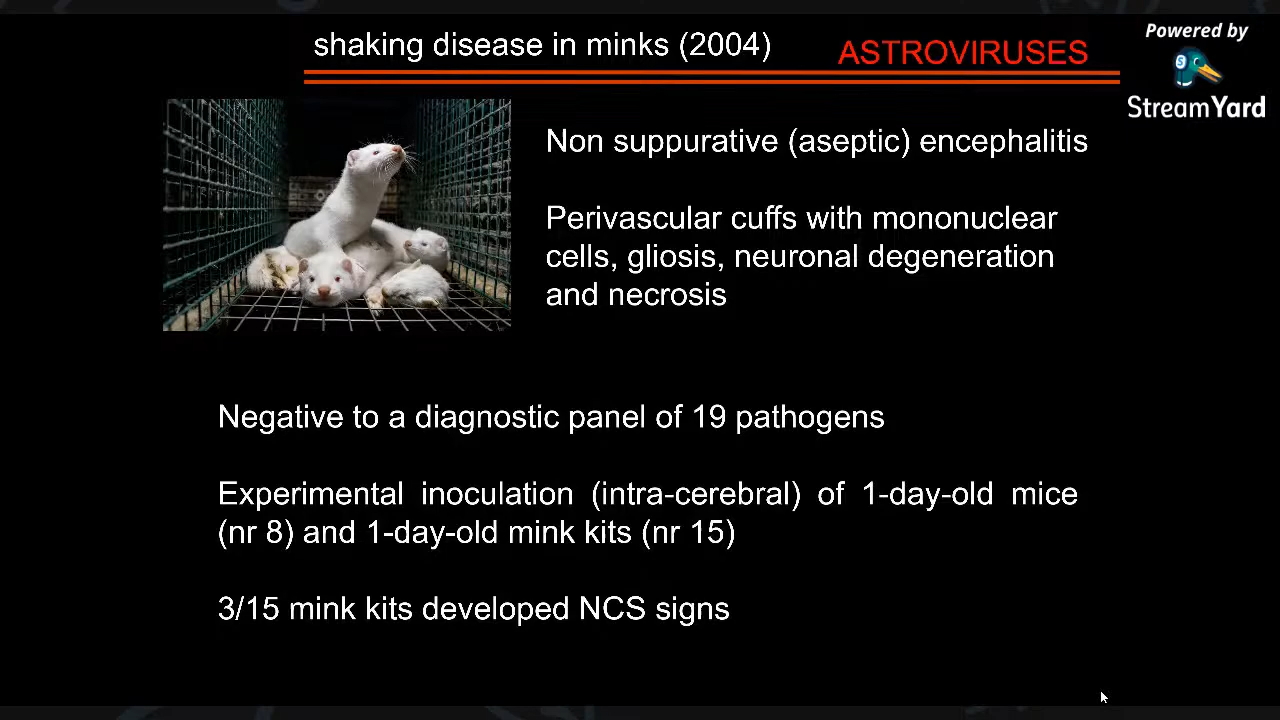 shaking disease in minks (2004)
ASTROVIRUSES
Powered by
StreamYard
Non suppurative (aseptic) encephalitis
Perivascular cuffs with mononuclear
cells, gliosis, neuronal degeneration
and necrosis
Negative to a diagnostic panel of 19 pathogens
Experimental inoculation (intra-cerebral) of 1-day-old mice
(nr 8) and 1-day-old mink kits (nr 15)
3/15 mink kits developed NCS signs